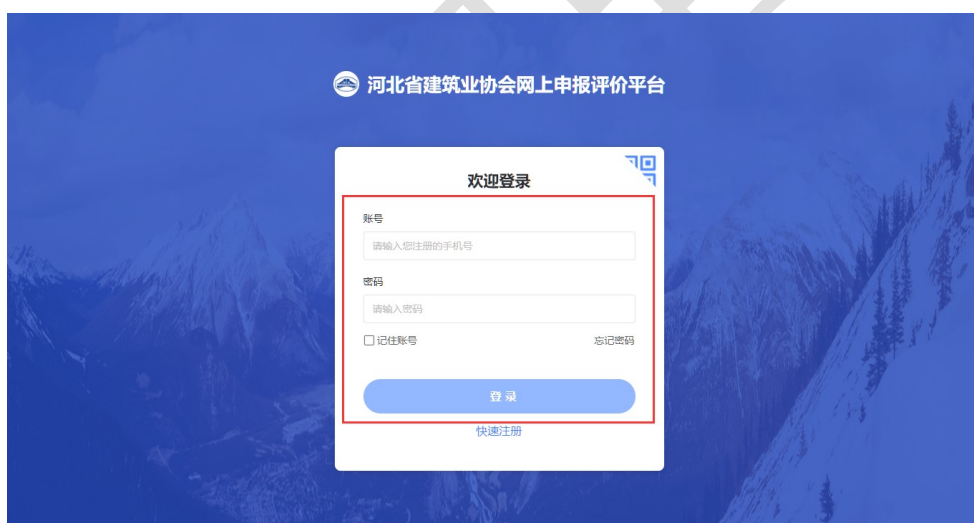 河北省建筑业协会网上申报评价平台
欢迎登录
账号
请输入您注册的手机号
密码
请输入密码
记住账号 忘记密码
登录
快速注册